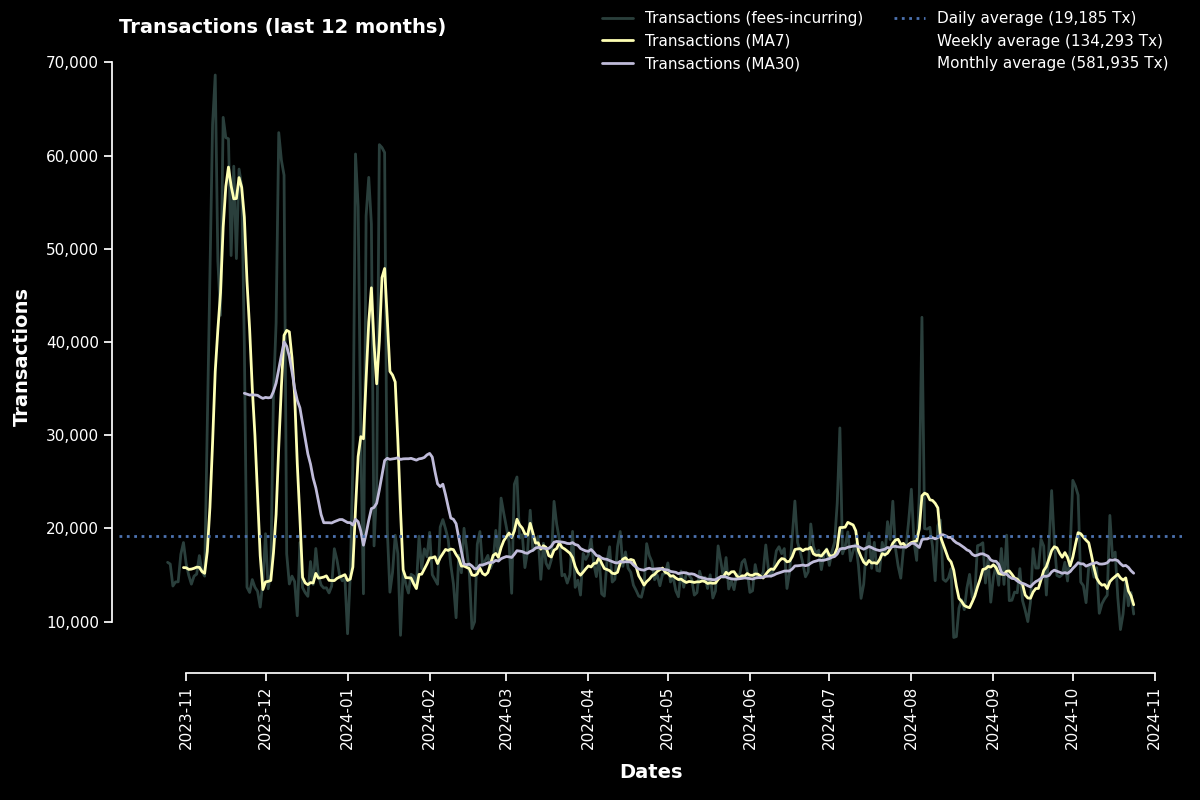 Transactions (last 12 months)
Transactions (fees-incurring)
Transactions (MA7)
Transactions (MA30)
Daily average (19,185 Tx)
Weekly average (134,293 Tx)
Monthly average (581,935 Tx)
Transactions
70,000
60,000
50,000
40,000
30,000
20,000
10,000
2023-11
2023-12
2024-01
2024-02
2024-03
2024-04
2024-05
2024-06
2024-07
2024-08
2024-09
2024-10
2024-11
Dates